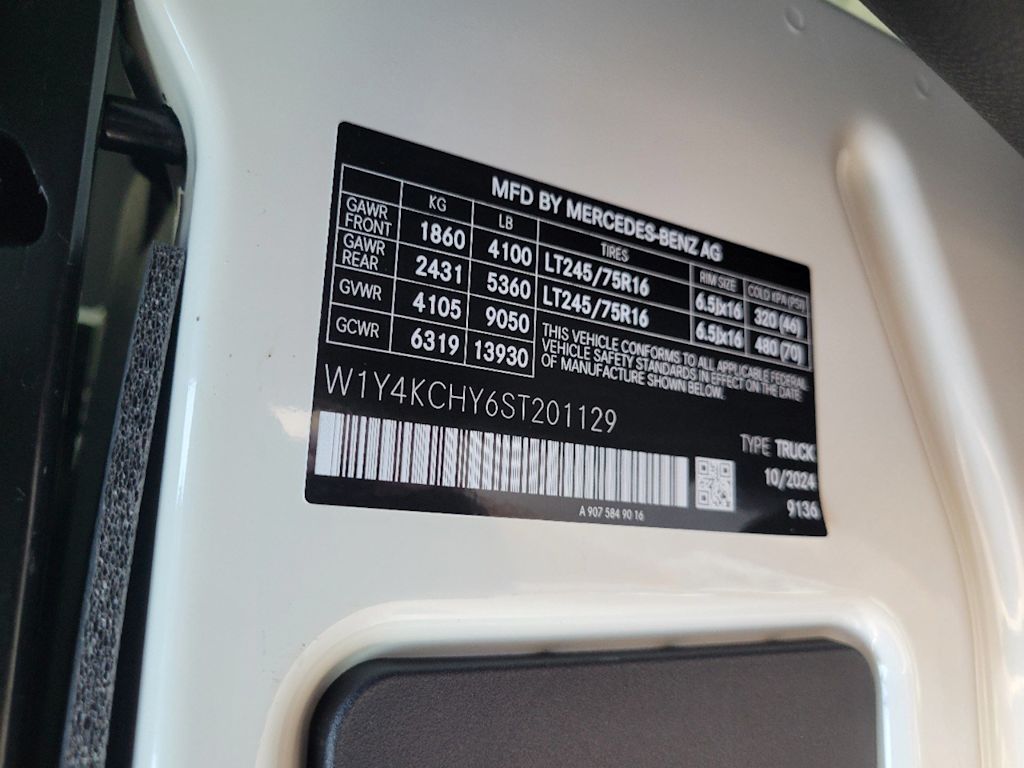 MFD BY MERCEDES-BENZ AG
KG LB TIRES RIM SIZE COLD KPA (PSI)
GAWR FRONT 1860 4100 LT245/75R16 6.5Jx16 320 (46)
GAWR REAR 2431 5360 LT245/75R16 6.5Jx16 480 (70)
GVWR 4105 9050
GCWR 6319 13930
THIS VEHICLE CONFORMS TO ALL APPLICABLE FEDERAL
VEHICLE SAFETY STANDARDS IN EFFECT ON THE DATE
OF MANUFACTURE SHOWN BELOW.
W1Y4KCHY6ST201129
TYPE TRUCK
10/2024
9136
A 907 584 90 16